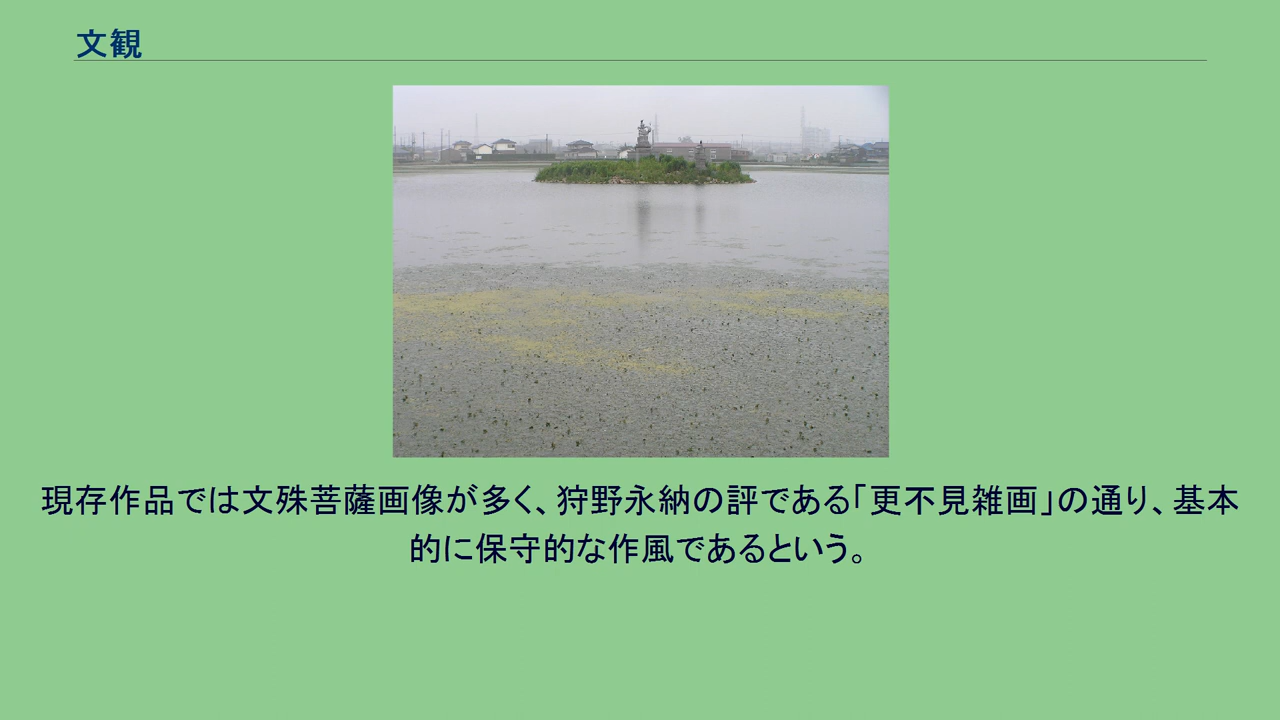 文観
現存作品では文殊菩薩画像が多く、狩野永納の評である「更不見雑画」の通り、基本
的に保守的な作風であるという。